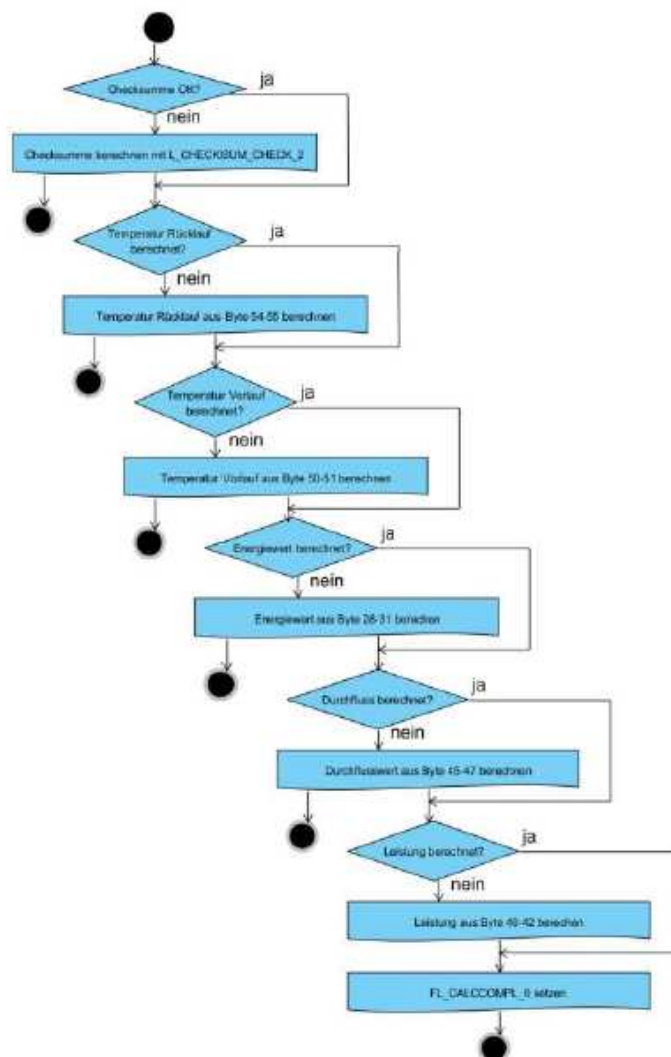 Checksumme OK?
ja
nein
Checksumme berechnen mit L_CHECKSUM_CHECK_2
Temperatur Rücklauf
berechnet?
ja
nein
Temperatur Rücklauf aus Byte 54-55 berechnen
Temperatur Vorlauf
berechnet?
ja
nein
Temperatur Vorlauf aus Byte 50-51 berechnen
Energiewert berechnet?
ja
nein
Energiewert aus Byte 28-31 berechen
Durchfluss berechnet?
ja
nein
Durchflusswert aus Byte 45-47 berechnen
Leistung berechnet?
ja
nein
Leistung aus Byte 40-42 berechen
setzen